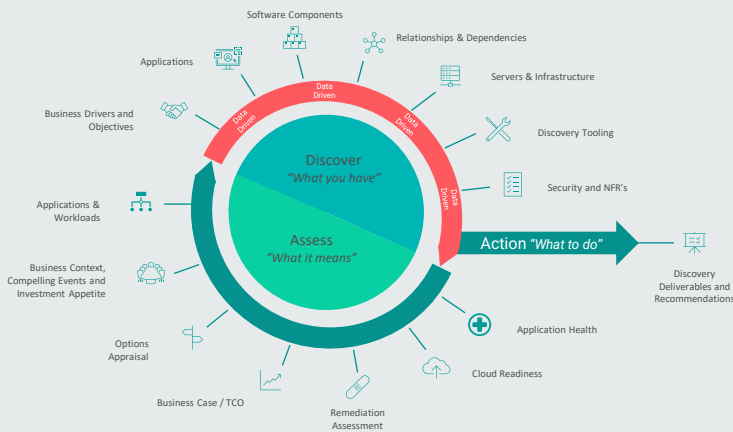 Software Components
Relationships & Dependencies
Applications
Servers & Infrastructure
Data
Driven
Data
Driven
Data
Driven
Data
Driven
Business Drivers and
Objectives
Discovery Tooling
Discover
"What you have"
Security and NFR's
Applications &
Workloads
Assess
"What it means"
Action "What to do"
Business Context,
Compelling Events and
Investment Appetite
Discovery
Deliverables and
Recommendations
Application Health
Options
Appraisal
Cloud Readiness
Business Case / TCO
Remediation
Assessment